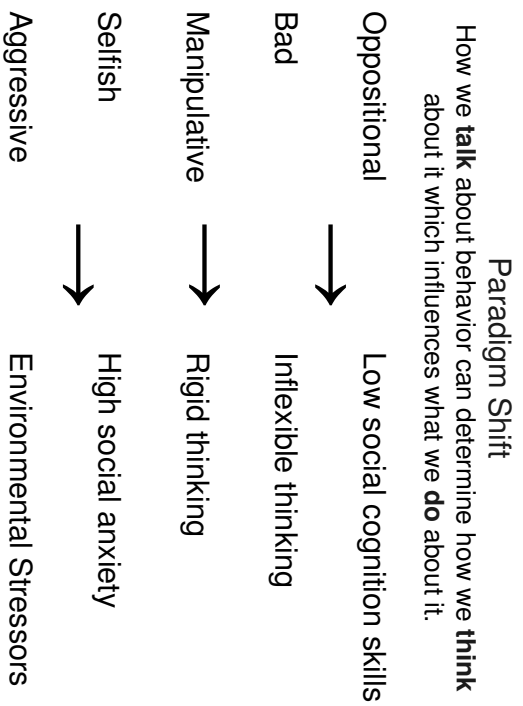 Paradigm Shift
How we talk about behavior can determine how we think
about it which influences what we do about it.
Oppositional
Low social cognition skills
Bad
Inflexible thinking
Manipulative
Rigid thinking
Selfish
High social anxiety
Aggressive
Environmental Stressors